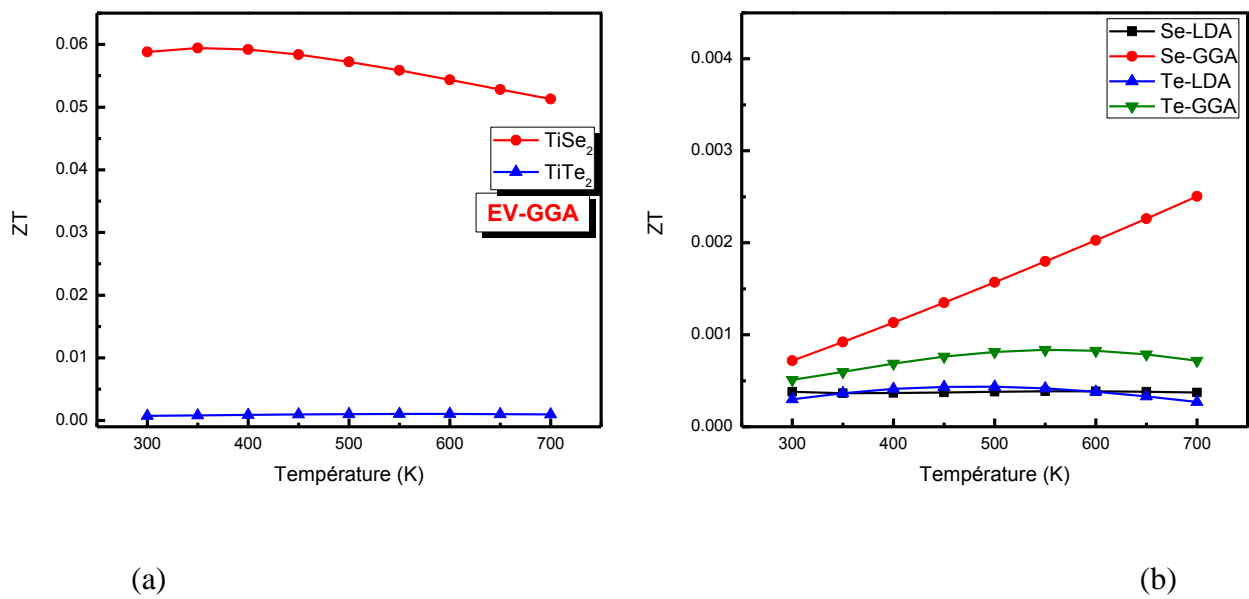 0.06
0.05
0.04
0.03
0.02
0.01
0.00
ZT
TiSe2
TiTe2
EV-GGA
300 400 500 600 700
Température (K)
(a)
0.004
0.003
0.002
0.001
0.000
ZT
Se-LDA
Se-GGA
Te-LDA
Te-GGA
300 400 500 600 700
Température (K)
(b)